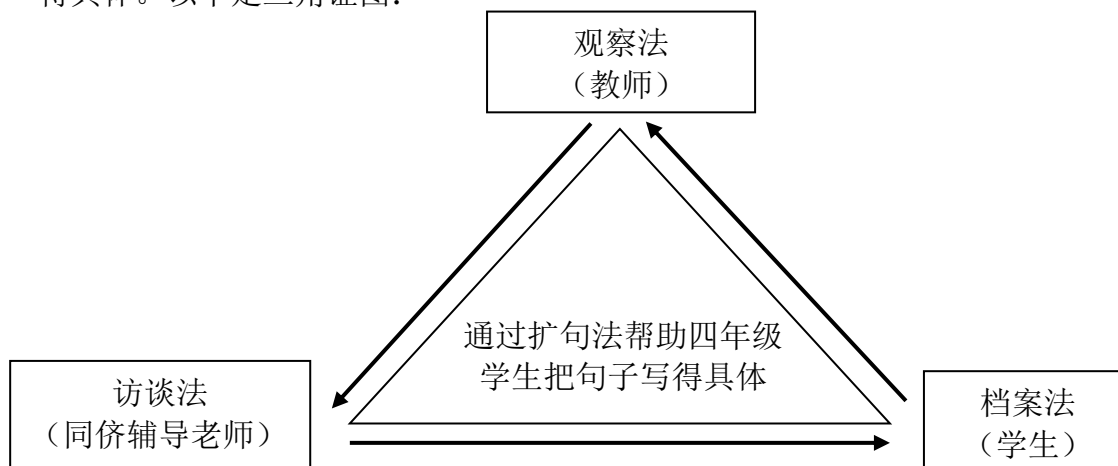 得具体。以下是三角证图：
观察法
（教师）
通过扩句法帮助四年级
学生把句子写得具体
访谈法
（同侪辅导老师）
档案法
（学生）